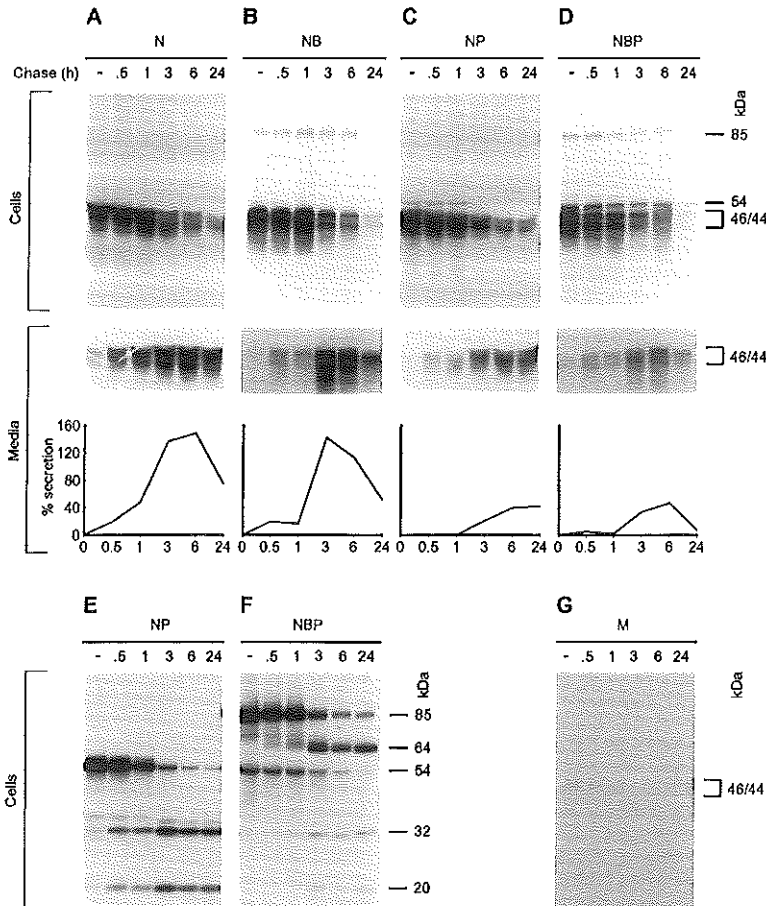 A B C D
N NB NP NBP
Chase (h) - .5 1 3 6 24 - .5 1 3 6 24 - .5 1 3 6 24 - .5 1 3 6 24
kDa
85
Cells
54
46/44
46/44
Media
% secretion
160
120
80
40
0
0 0.5 1 3 6 24 0 0.5 1 3 6 24 0 0.5 1 3 6 24 0 0.5 1 3 6 24
E F G
NP NBP M
- .5 1 3 6 24 - .5 1 3 6 24 - .5 1 3 6 24
kDa kDa
85
64
54
46/44
Cells
32
20